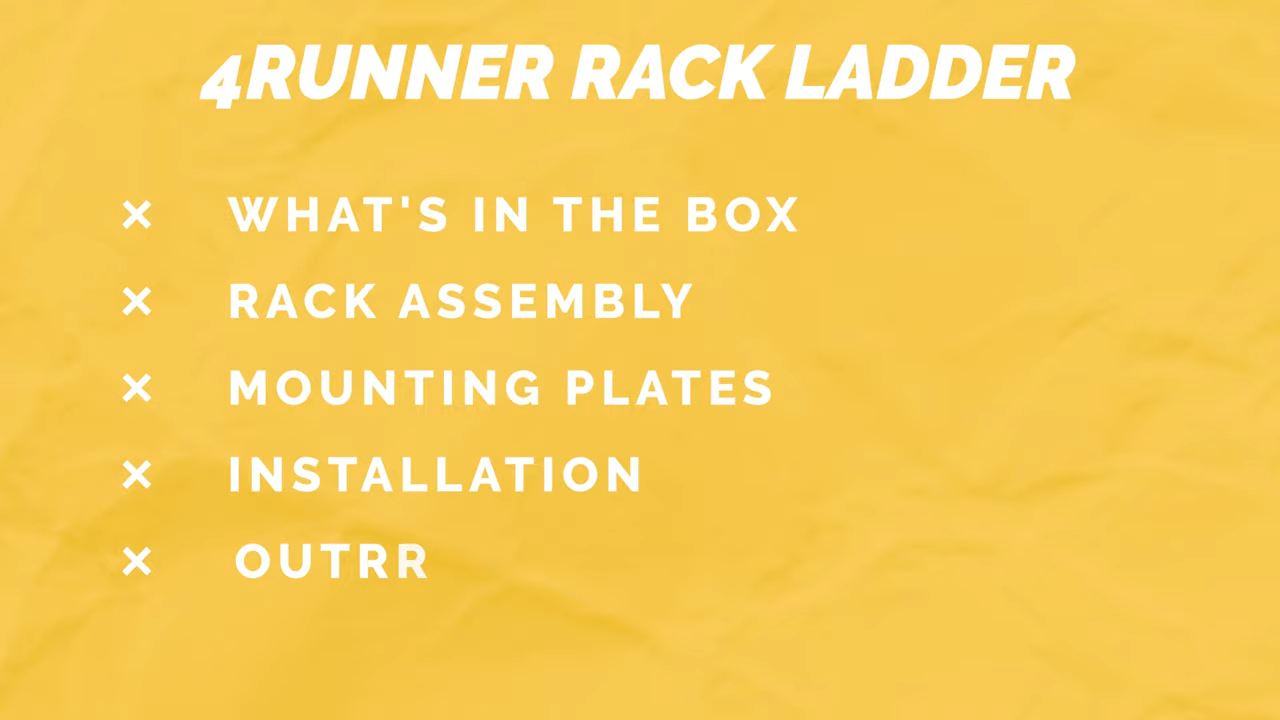 4RUNNER RACK LADDER
× WHAT'S IN THE BOX
× RACK ASSEMBLY
× MOUNTING PLATES
× INSTALLATION
× OUTRR